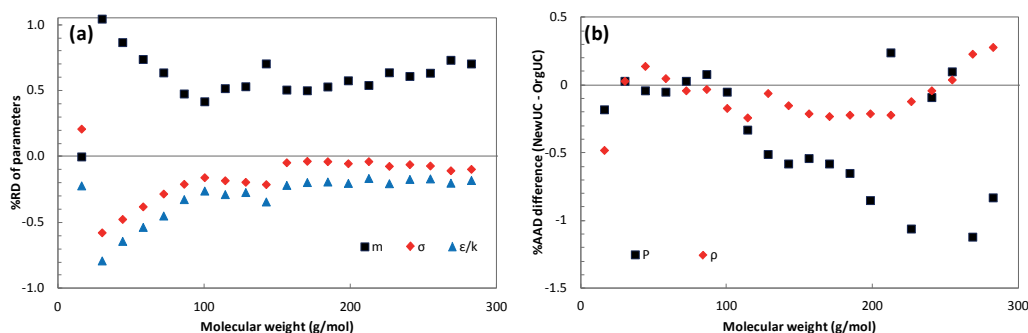 (a)
%RD of parameters
1.0
0.5
0.0
-0.5
-1.0
m σ ε/k
0 100 200 300
Molecular weight (g/mol)
(b)
%AAD difference (NewUC - OrgUC)
0.5
0
-0.5
-1
-1.5
P ρ
0 100 200 300
Molecular weight (g/mol)